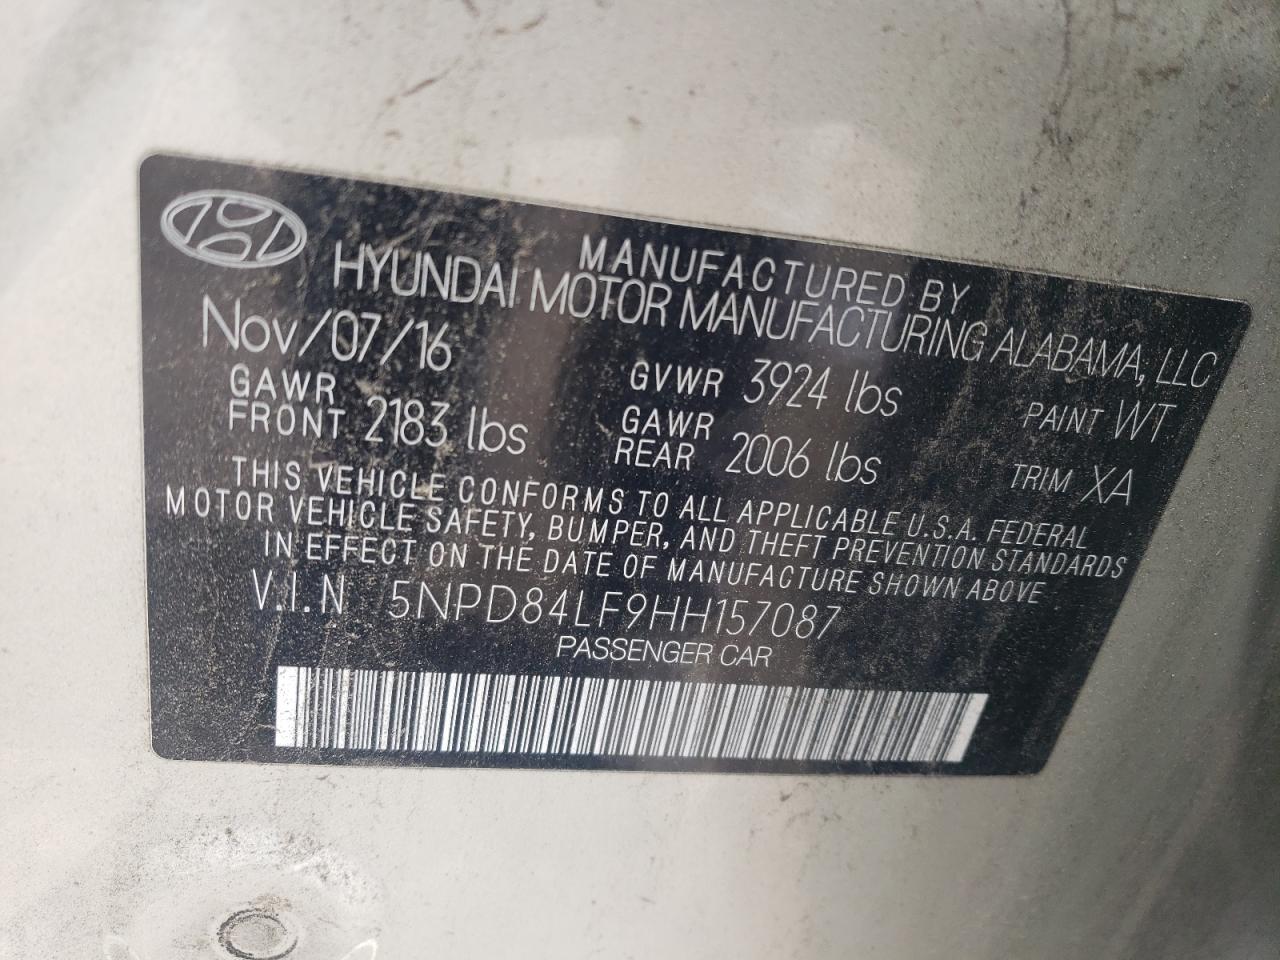 MANUFACTURED BY
HYUNDAI MOTOR MANUFACTURING ALABAMA, LLC
Nov/07/16 GVWR 3924 lbs PAINT WT
GAWR FRONT 2183 lbs GAWR REAR 2006 lbs TRIM XA
THIS VEHICLE CONFORMS TO ALL APPLICABLE U.S.A. FEDERAL
MOTOR VEHICLE SAFETY, BUMPER, AND THEFT PREVENTION STANDARDS
IN EFFECT ON THE DATE OF MANUFACTURE SHOWN ABOVE
V.I.N 5NPD84LF9HH157087
PASSENGER CAR